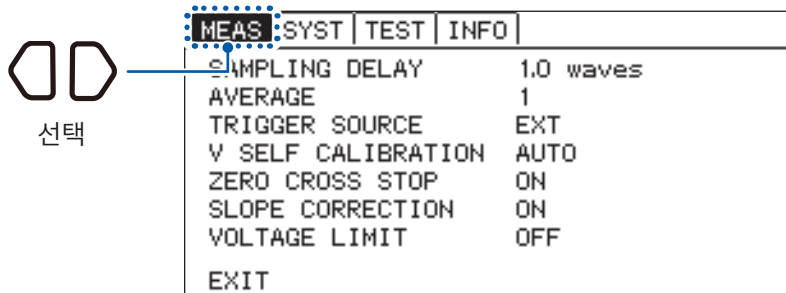 MEAS SYST TEST INFO
SAMPLING DELAY 1.0 waves
AVERAGE 1
TRIGGER SOURCE EXT
V SELF CALIBRATION AUTO
ZERO CROSS STOP ON
SLOPE CORRECTION ON
VOLTAGE LIMIT OFF
EXIT
선택